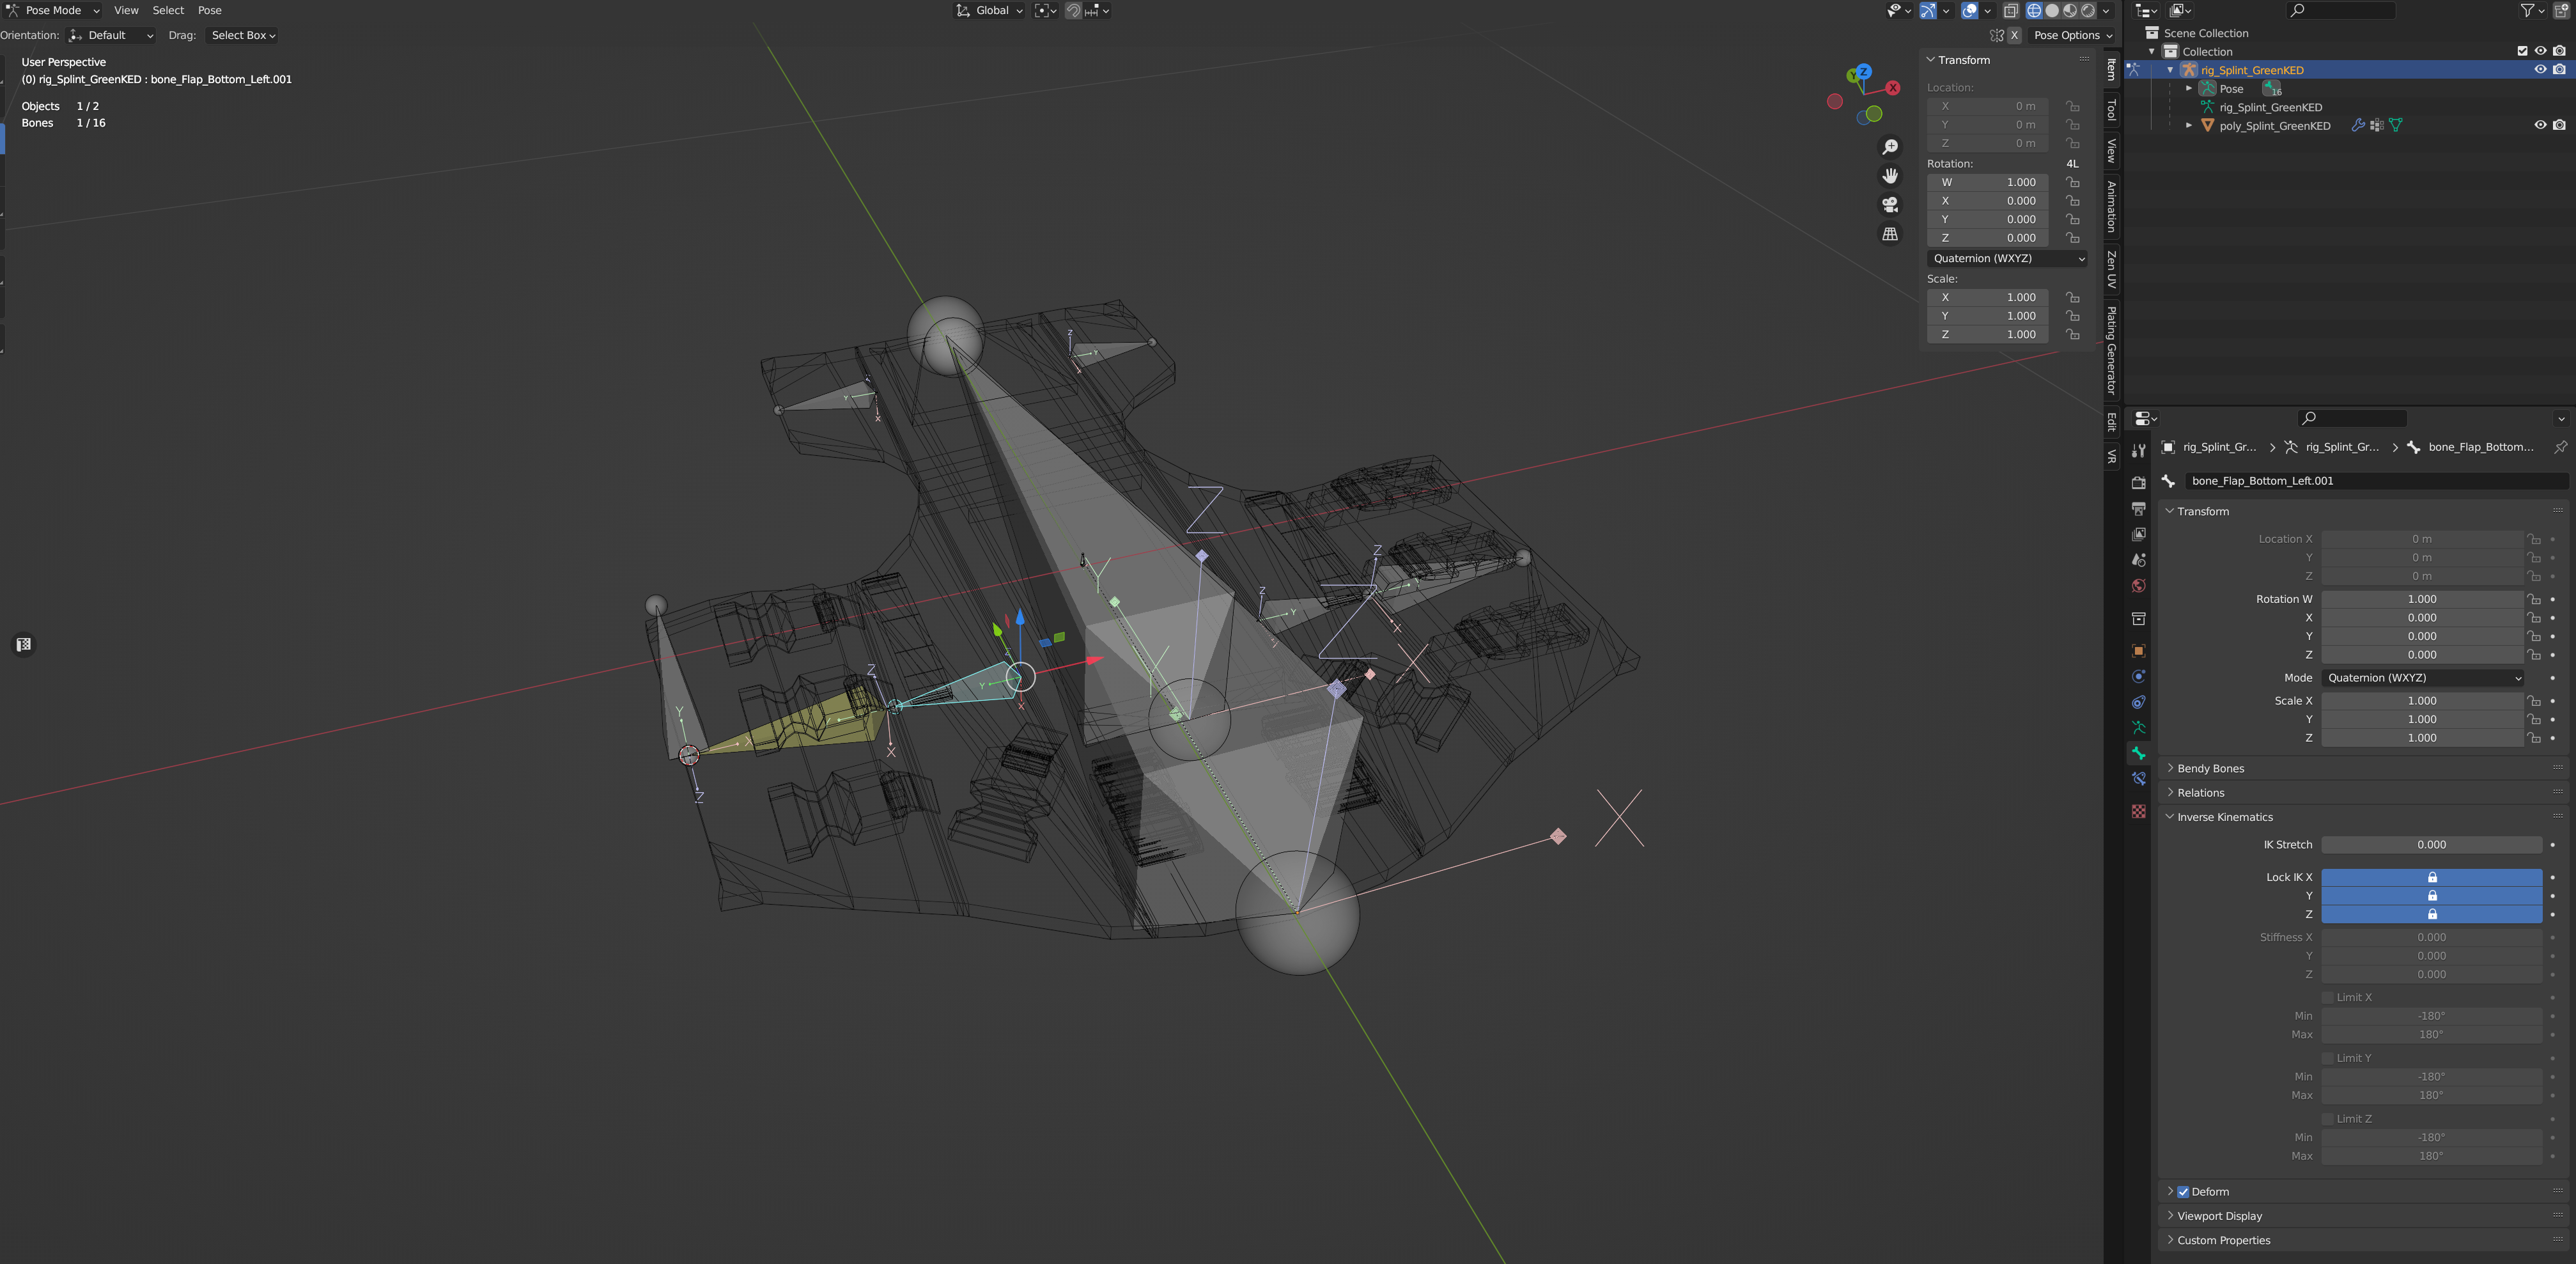 Pose Mode View Select Pose Global
Orientation: Default Drag: Select Box X Pose Options
User Perspective
(0) rig_Splint_GreenKED : bone_Flap_Bottom_Left.001
Objects 1 / 2
Bones 1 / 16
Z
Y
X
Transform
Location:
X 0 m
Y 0 m
Z 0 m
Rotation: 4L
W 1.000
X 0.000
Y 0.000
Z 0.000
Quaternion (WXYZ)
Scale:
X 1.000
Y 1.000
Z 1.000
Item
Tool
View
Animation
Zen UV
Plating Generator
Edit
VR
Scene Collection
Collection
rig_Splint_GreenKED
Pose 16
rig_Splint_GreenKED
poly_Splint_GreenKED
rig_Splint_Gr... rig_Splint_Gr... bone_Flap_Bottom...
bone_Flap_Bottom_Left.001
Transform
Location X 0 m
Y 0 m
Z 0 m
Rotation W 1.000
X 0.000
Y 0.000
Z 0.000
Mode Quaternion (WXYZ)
Scale X 1.000
Y 1.000
Z 1.000
Bendy Bones
Relations
Inverse Kinematics
IK Stretch 0.000
Lock IK X
Y
Z
Stiffness X 0.000
Y 0.000
Z 0.000
Limit X
Min -180°
Max 180°
Limit Y
Min -180°
Max 180°
Limit Z
Min -180°
Max 180°
Deform
Viewport Display
Custom Properties